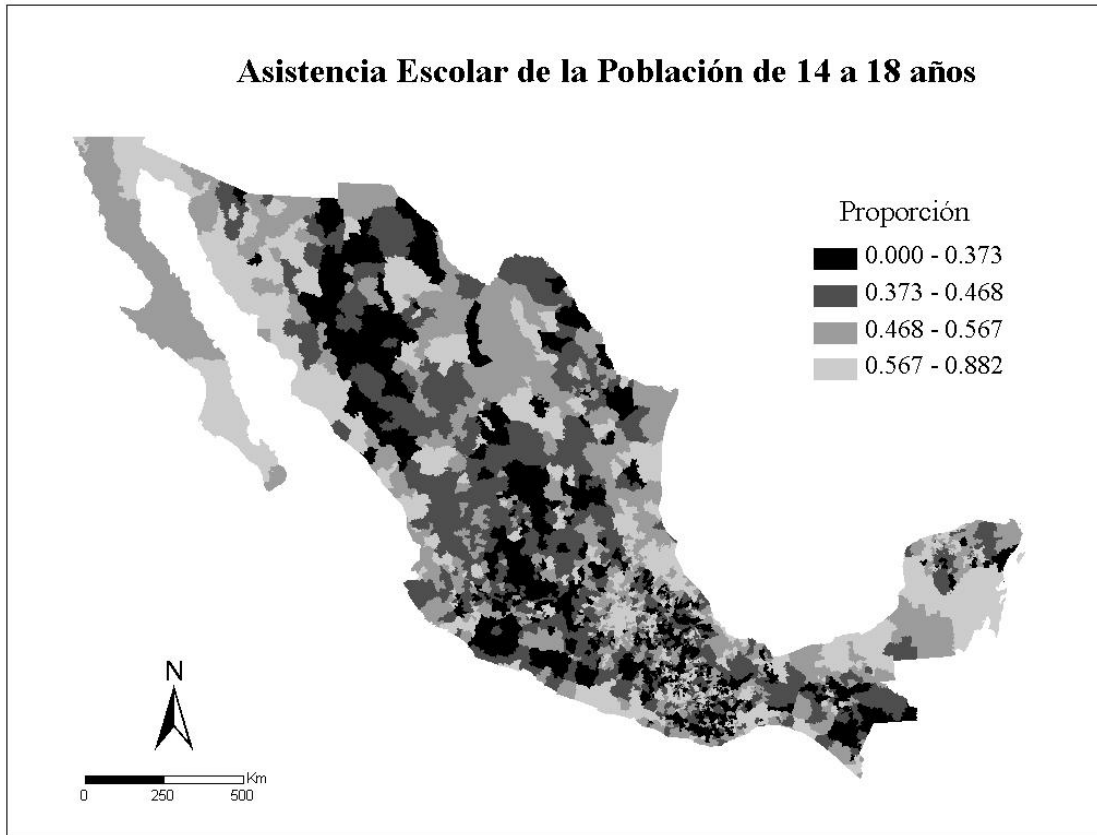 Asistencia Escolar de la Población de 14 a 18 años
Proporción
0.000 - 0.373
0.373 - 0.468
0.468 - 0.567
0.567 - 0.882
N
Km
0 250 500